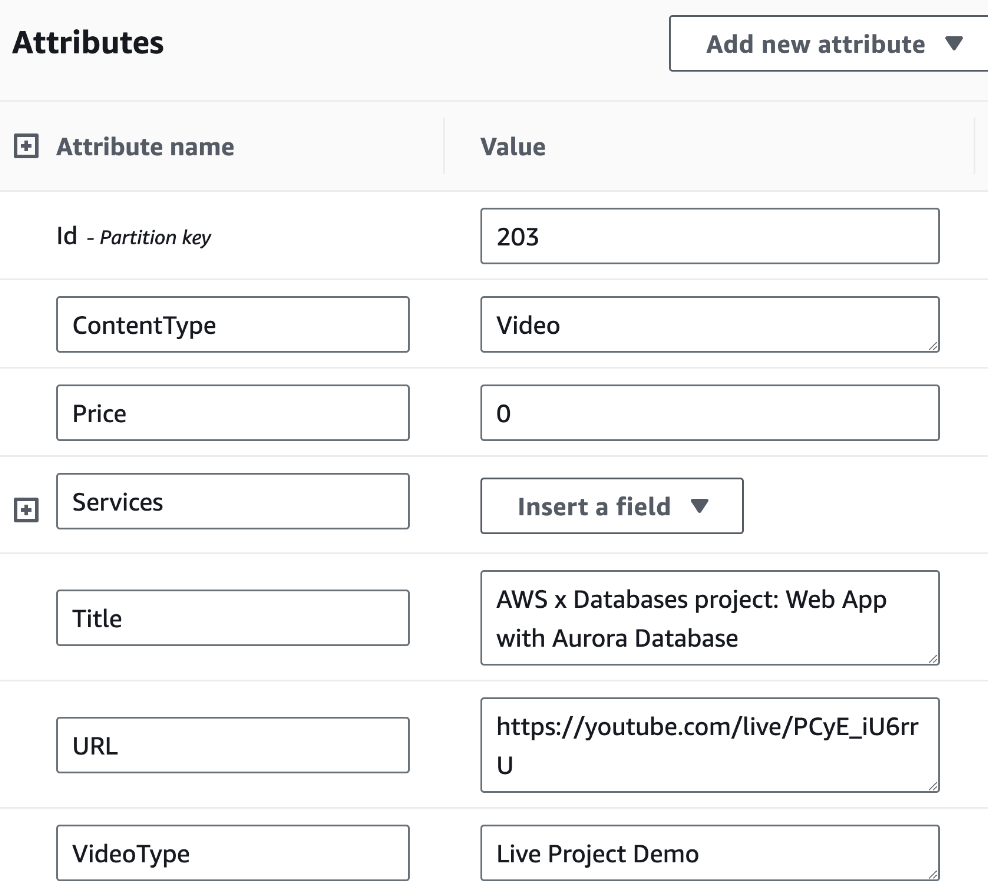 Attributes
Add new attribute
Attribute name
Value
Id - Partition key
203
ContentType
Video
Price
0
Services
Insert a field
Title
AWS x Databases project: Web App
with Aurora Database
URL
https://youtube.com/live/PCyE_iU6rr
U
VideoType
Live Project Demo